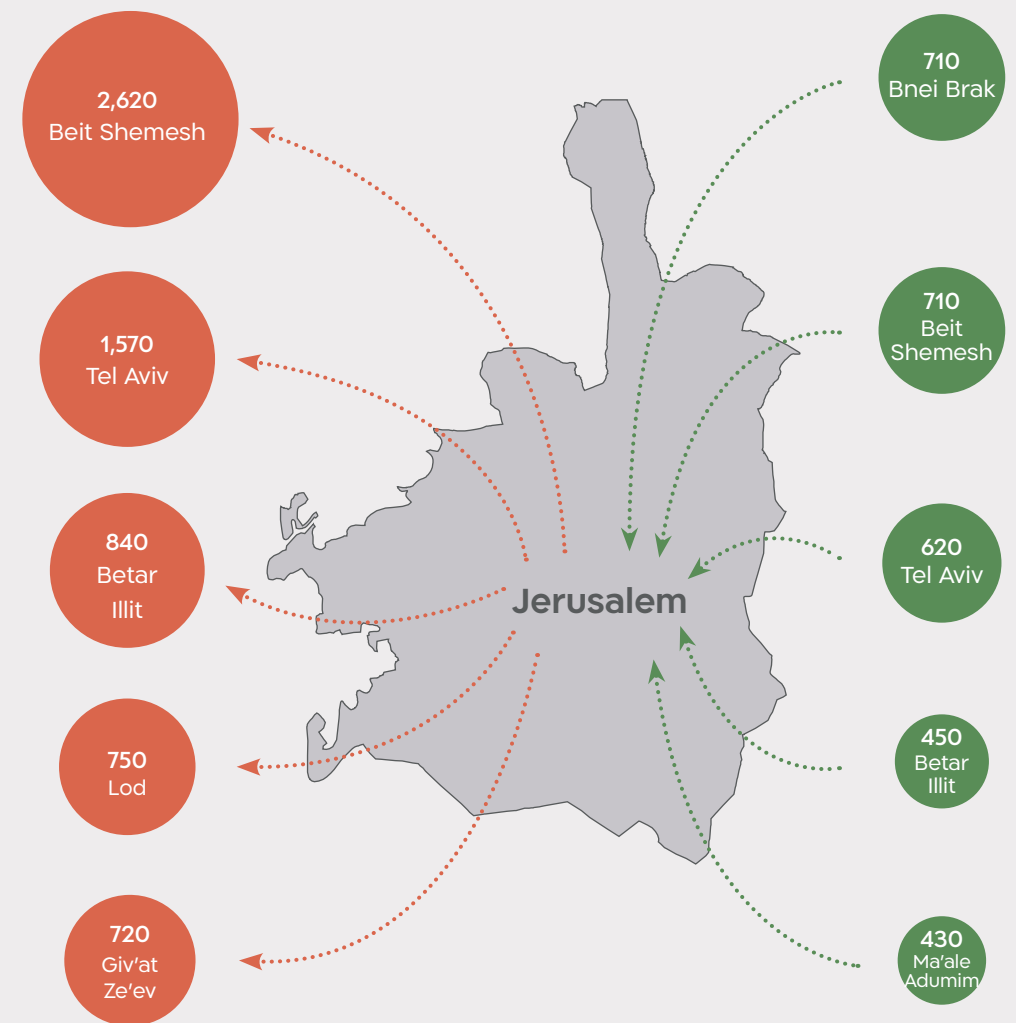 2,620
Beit Shemesh
1,570
Tel Aviv
840
Betar
Illit
750
Lod
720
Giv'at
Ze'ev
Jerusalem
710
Bnei Brak
710
Beit
Shemesh
620
Tel Aviv
450
Betar
Illit
430
Ma'ale
Adumim